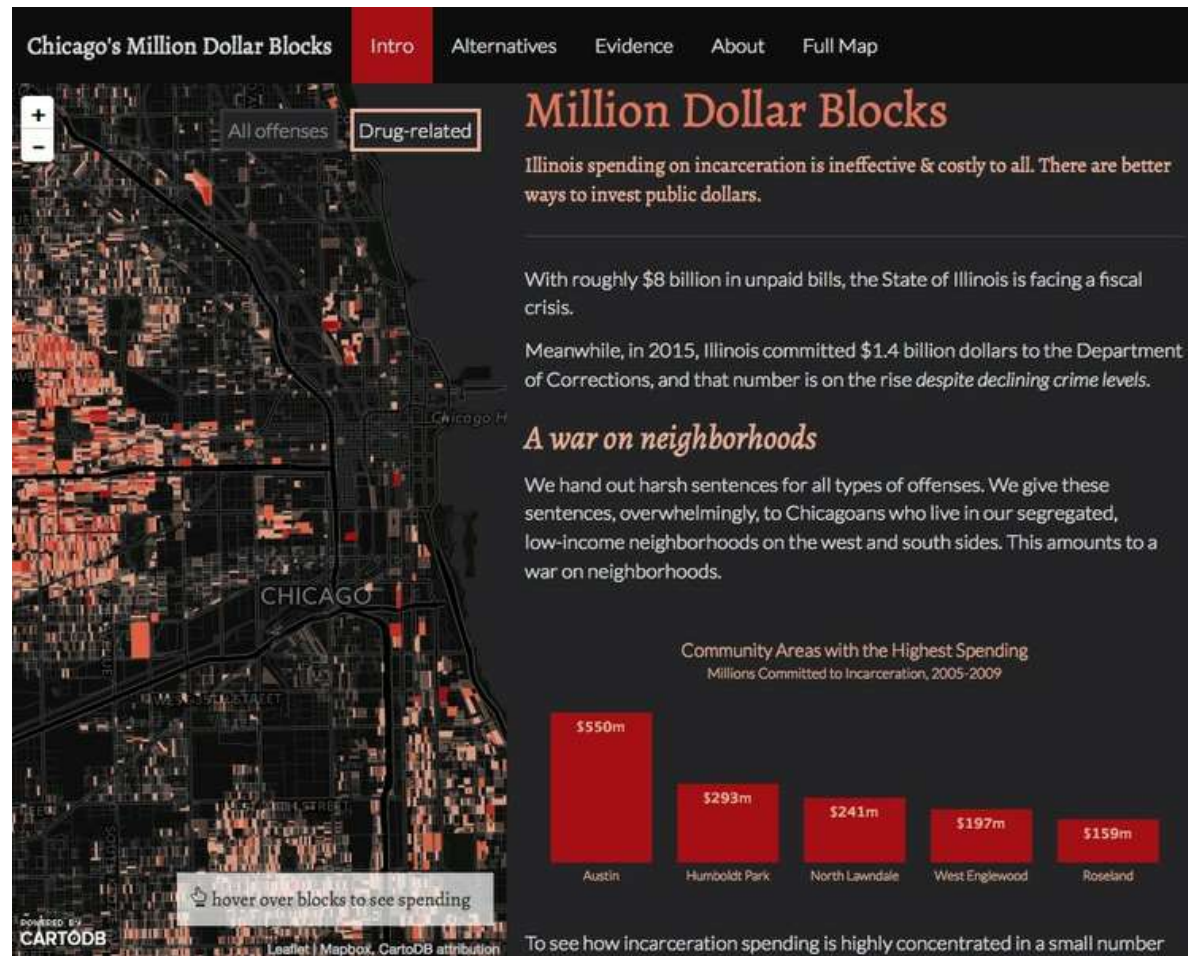 Chicago's Million Dollar Blocks
Intro
Alternatives
Evidence
About
Full Map
+
-
All offenses
Drug-related
Chicago H
CHICAGO
hover over blocks to see spending
POWERED BY
CARTODB
Leaflet | Mapbox, CartoDB attribution
Million Dollar Blocks
Illinois spending on incarceration is ineffective & costly to all. There are better
ways to invest public dollars.
With roughly $8 billion in unpaid bills, the State of Illinois is facing a fiscal
crisis.
Meanwhile, in 2015, Illinois committed $1.4 billion dollars to the Department
of Corrections, and that number is on the rise despite declining crime levels.
A war on neighborhoods
We hand out harsh sentences for all types of offenses. We give these
sentences, overwhelmingly, to Chicagoans who live in our segregated,
low-income neighborhoods on the west and south sides. This amounts to a
war on neighborhoods.
Community Areas with the Highest Spending
Millions Committed to Incarceration, 2005-2009
$550m
$293m
$241m
$197m
$159m
Austin
Humboldt Park
North Lawndale
West Englewood
Roseland
To see how incarceration spending is highly concentrated in a small number